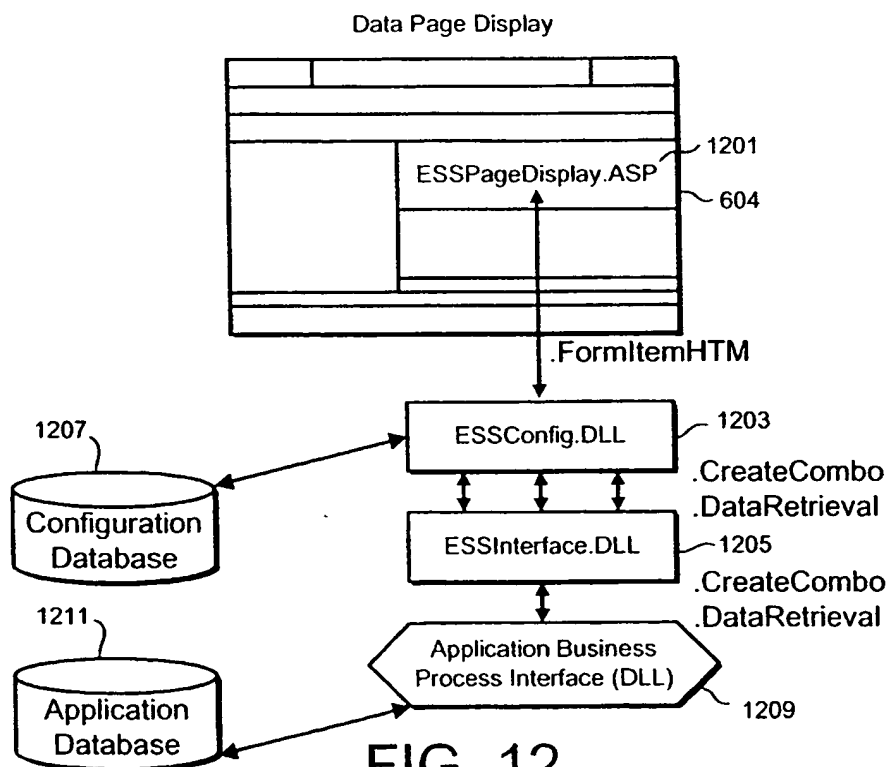 Data Page Display
1201
ESSPageDisplay.ASP
604
.FormItemHTM
1207
ESSConfig.DLL
1203
.CreateCombo
.DataRetrieval
Configuration
Database
ESSInterface.DLL
1205
.CreateCombo
.DataRetrieval
1211
Application Business
Process Interface (DLL)
1209
Application
Database
FIG. 12